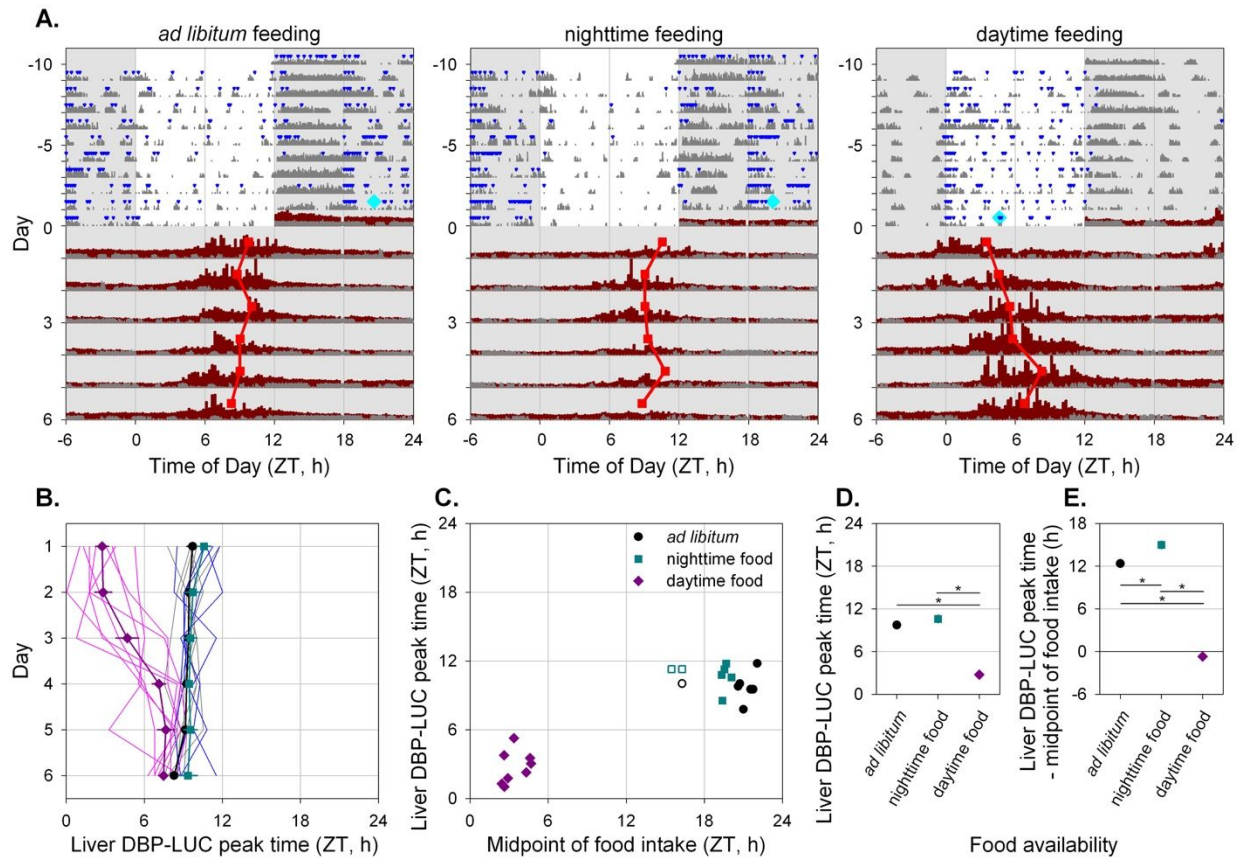 A.
ad libitum feeding
nighttime feeding
daytime feeding
Day
-10
-5
0
3
6
-6 0 6 12 18 24
-6 0 6 12 18 24
-6 0 6 12 18 24
Time of Day (ZT, h)
Time of Day (ZT, h)
Time of Day (ZT, h)
-10
-5
0
3
6
-10
-5
0
3
6
B.
Day
1
2
3
4
5
6
0 6 12 18 24
Liver DBP-LUC peak time (ZT, h)
C.
Liver DBP-LUC peak time (ZT, h)
24
18
12
6
0
ad libitum
nighttime food
daytime food
0 6 12 18 24
Midpoint of food intake (ZT, h)
D.
Liver DBP-LUC peak time (ZT, h)
24
18
12
6
0
*
*
ad libitum
nighttime food
daytime food
E.
Liver DBP-LUC peak time
- midpoint of food intake (h)
18
12
6
0
-6
*
*
*
ad libitum
nighttime food
daytime food
Food availability